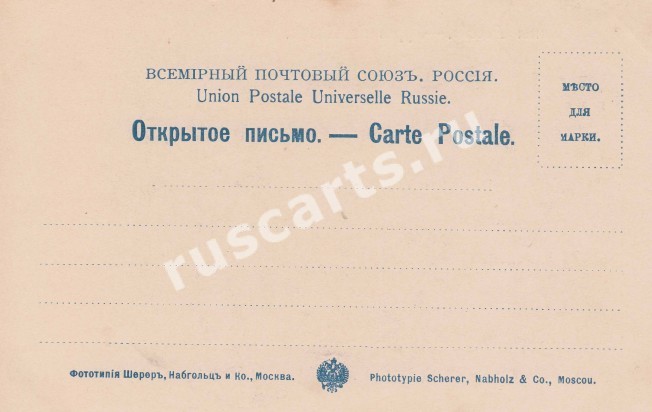 ВСЕМІРНЫЙ ПОЧТОВЫЙ СОЮЗЪ. РОССІЯ.
Union Postale Universelle Russie.
Открытое письмо. — Carte Postale.
МѢСТО
ДЛЯ
МАРКИ.
ruscarts.ru
Фототипія Шереръ, Набгольцъ и Ко., Москва.
Phototypie Scherer, Nabholz & Co., Moscou.